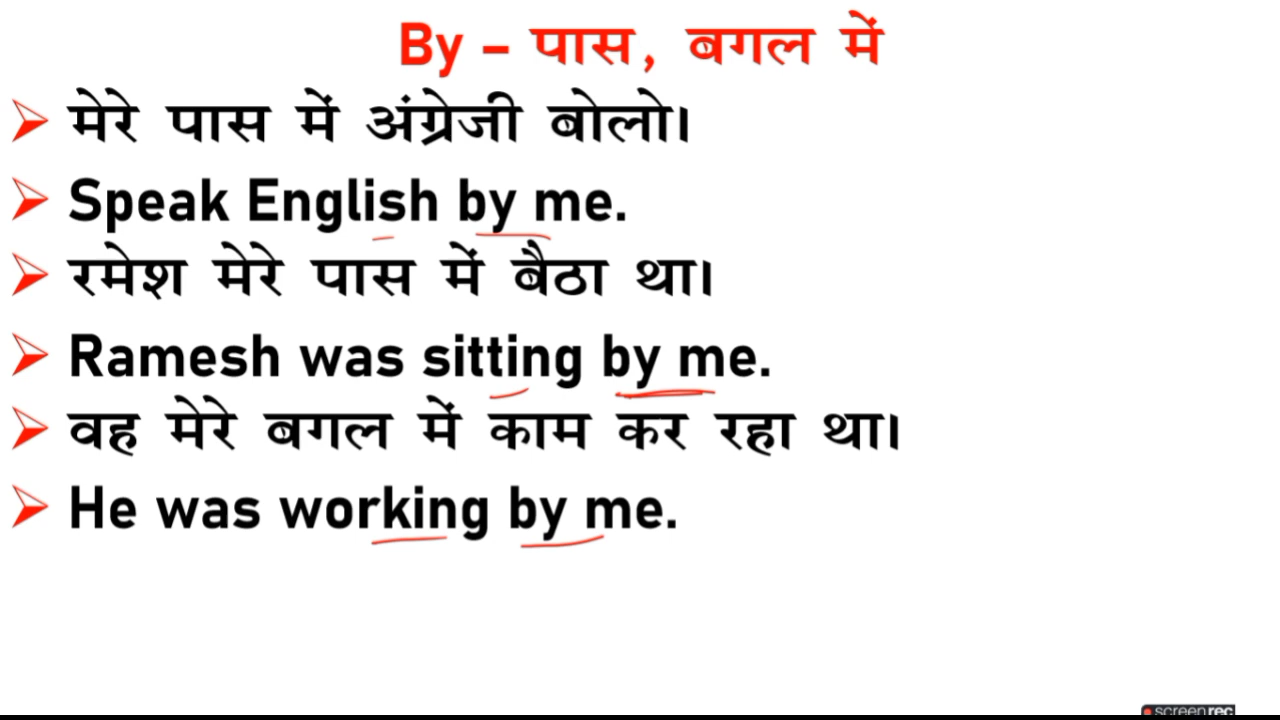 By – पास, बगल में
मेरे पास में अंग्रेजी बोलो।
Speak English by me.
रमेश मेरे पास में बैठा था।
Ramesh was sitting by me.
वह मेरे बगल में काम कर रहा था।
He was working by me.
screenrec